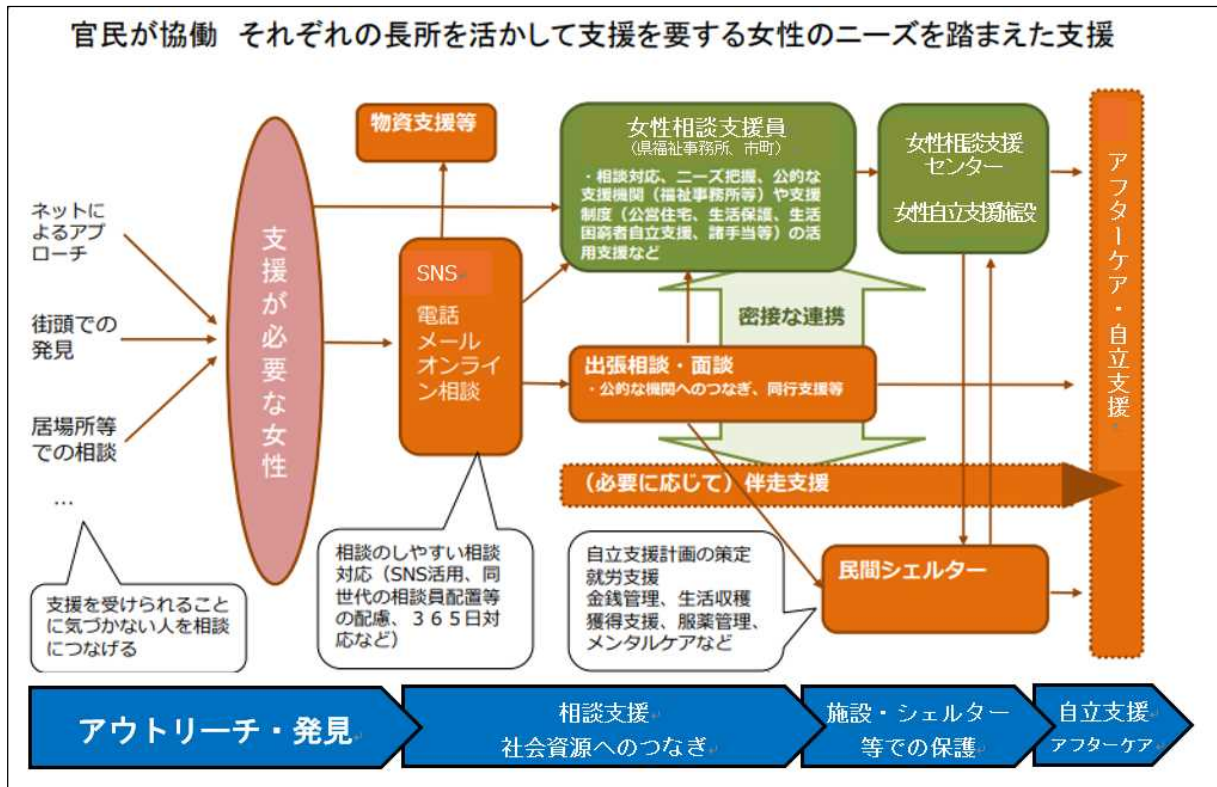 官民が協働 それぞれの長所を活かして支援を要する女性のニーズを踏まえた支援
ネットに
よるアプ
ローチ
街頭での
発見
居場所等
での相談
…
支援を受けられること
に気づかない人を相談
につなげる
支援が必要な女性
物資支援等
SNS
電話
メール
オンライ
ン相談
相談のしやすい相談
対応（SNS活用、同
世代の相談員配置等
の配慮、３６５日対
応など）
女性相談支援員
（県福祉事務所、市町）
・相談対応、ニーズ把握、公的な
支援機関（福祉事務所等）や支援
制度（公営住宅、生活保護、生活
困窮者自立支援、諸手当等）の活
用支援など
密接な連携
出張相談・面談
・公的な機関へのつなぎ、同行支援等
（必要に応じて）伴走支援
自立支援計画の策定
就労支援
金銭管理、生活収穫
獲得支援、服薬管理、
メンタルケアなど
女性相談支援
センター
女性自立支援施設
民間シェルター
アフターケア・自立支援
アウトリーチ・発見
相談支援
社会資源へのつなぎ
施設・シェルター
等での保護
自立支援
アフターケア